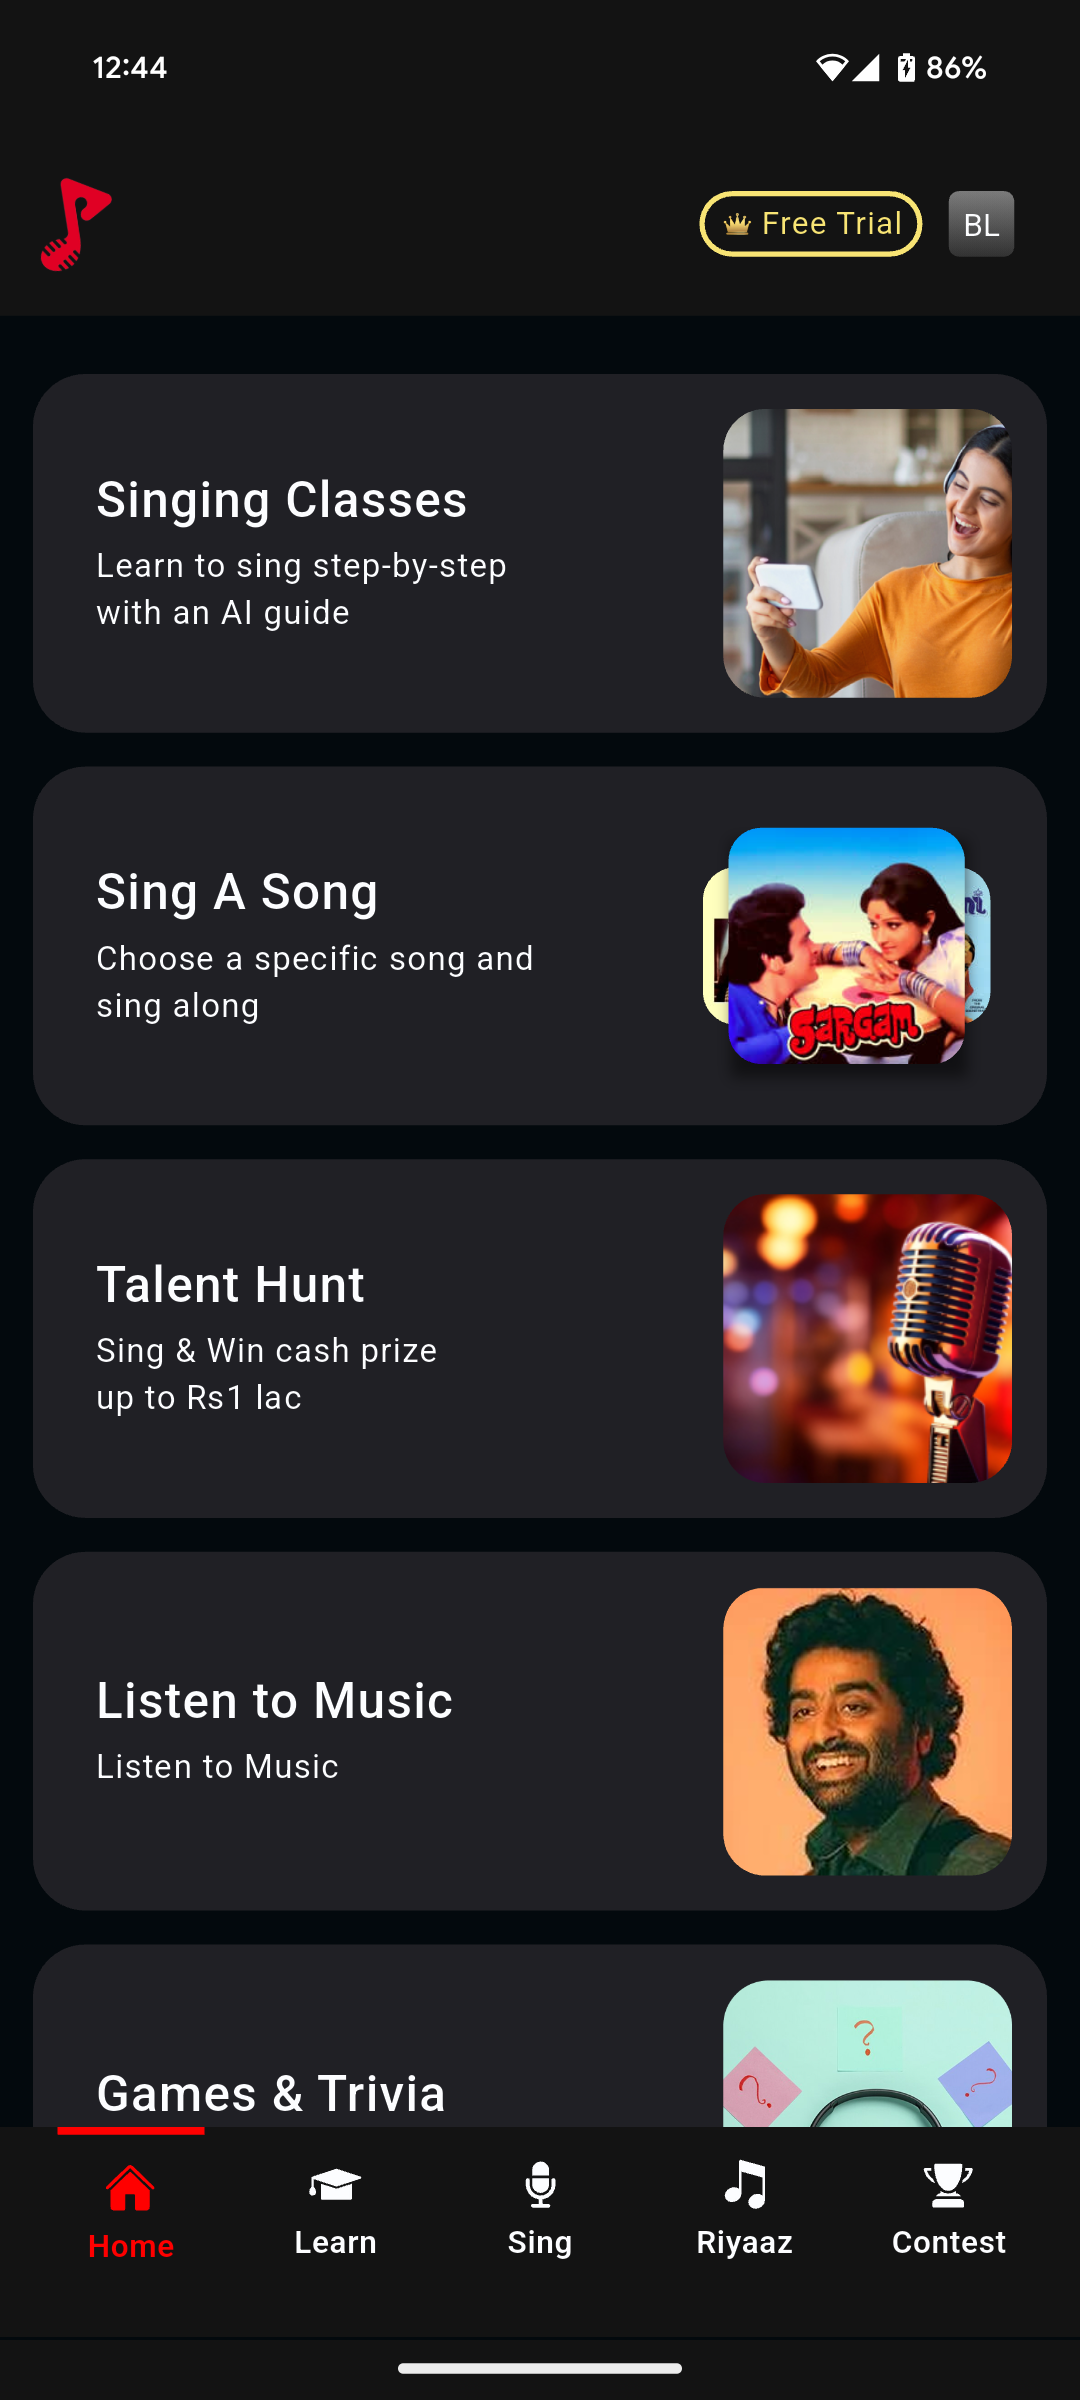 12:44
86%
Free Trial
BL
Singing Classes
Learn to sing step-by-step
with an AI guide
Sing A Song
Choose a specific song and
sing along
SARGAM
Talent Hunt
Sing & Win cash prize
up to Rs1 lac
Listen to Music
Listen to Music
Games & Trivia
? ? ?
Home
Learn
Sing
Riyaaz
Contest